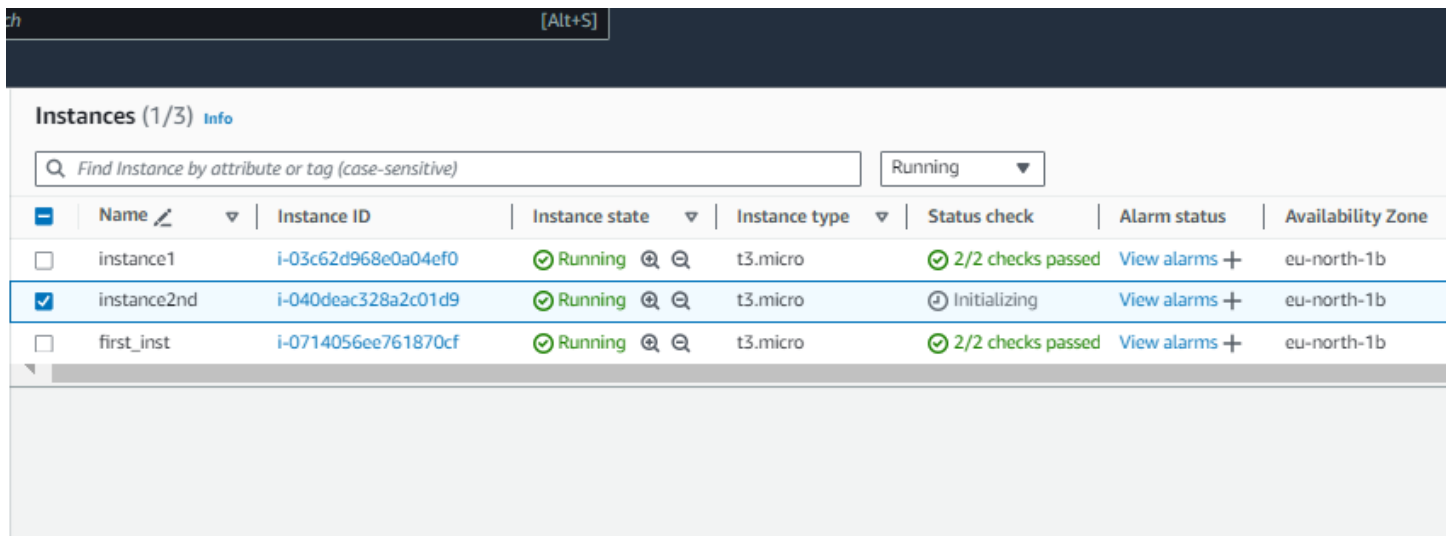 ch [Alt+S]
Instances (1/3) Info
Find Instance by attribute or tag (case-sensitive) Running
Name Instance ID Instance state Instance type Status check Alarm status Availability Zone
instance1 i-03c62d968e0a04ef0 Running t3.micro 2/2 checks passed View alarms + eu-north-1b
instance2nd i-040deac328a2c01d9 Running t3.micro Initializing View alarms + eu-north-1b
first_inst i-0714056ee761870cf Running t3.micro 2/2 checks passed View alarms + eu-north-1b